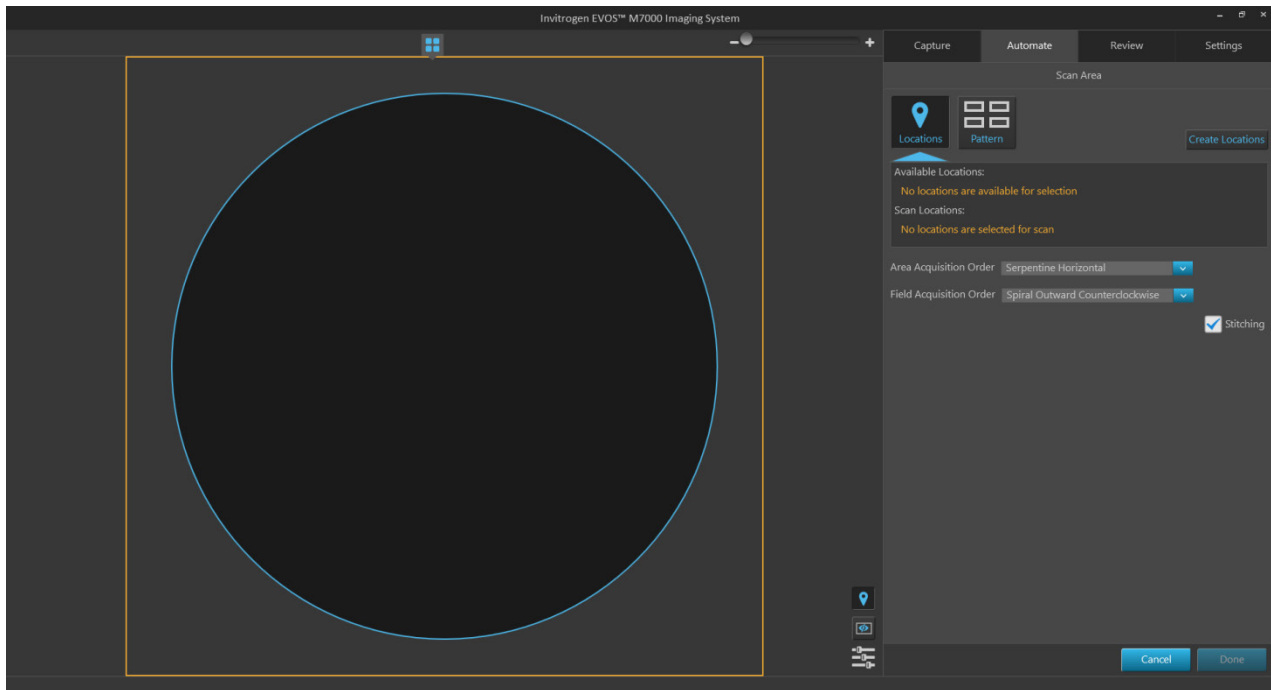 Invitrogen EVOS™ M7000 Imaging System
Capture Automate Review Settings
Scan Area
Locations Pattern Create Locations
Available Locations:
No locations are available for selection
Scan Locations:
No locations are selected for scan
Area Acquisition Order Serpentine Horizontal
Field Acquisition Order Spiral Outward Counterclockwise
Stitching
Cancel Done